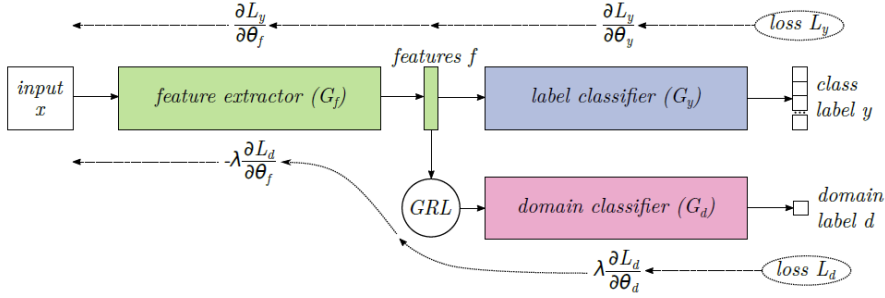 ∂L_y
∂θ_f
∂L_y
∂θ_y
loss L_y
features f
input
x
feature extractor (G_f)
label classifier (G_y)
class
label y
-λ ∂L_d
∂θ_f
GRL
domain classifier (G_d)
domain
label d
λ ∂L_d
∂θ_d
loss L_d